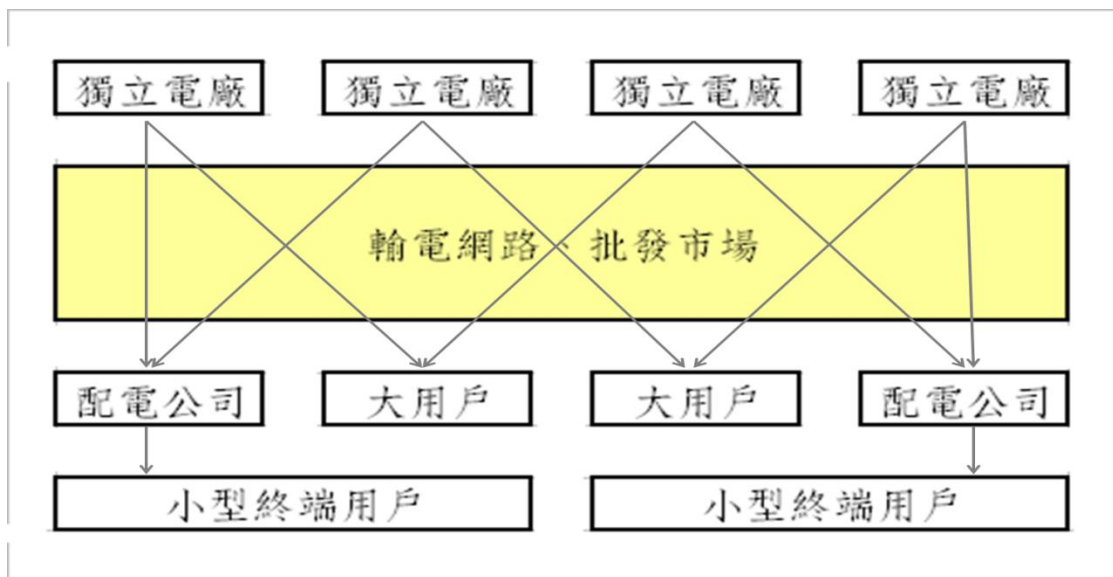 獨立電廠 獨立電廠 獨立電廠 獨立電廠
輸電網路、批發市場
配電公司 大用戶 大用戶 配電公司
小型終端用戶 小型終端用戶